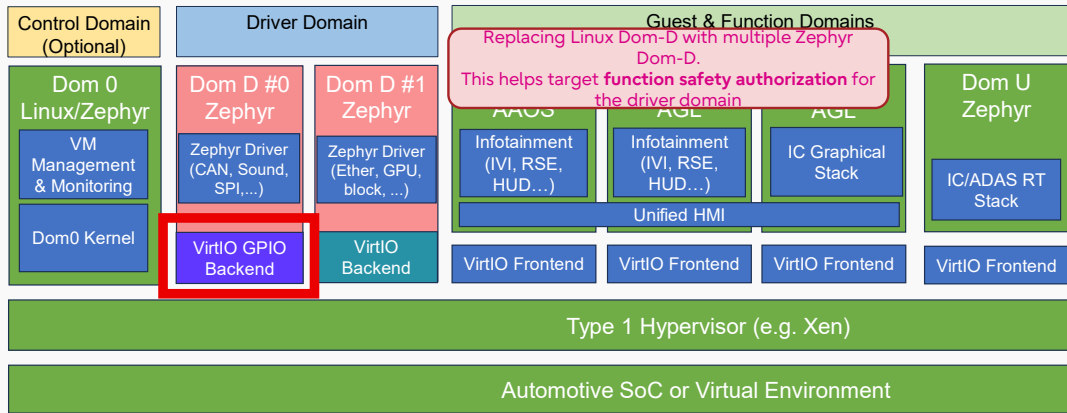 Control Domain
(Optional)
Driver Domain
Guest & Function Domains
Replacing Linux Dom-D with multiple Zephyr
Dom-D.
This helps target function safety authorization for
the driver domain
Dom 0
Linux/Zephyr
VM
Management
& Monitoring
Dom0 Kernel
Dom D #0
Zephyr
Zephyr Driver
(CAN, Sound,
SPI,...)
VirtIO GPIO
Backend
Dom D #1
Zephyr
Zephyr Driver
(Ether, GPU,
block, ...)
VirtIO
Backend
AAOS
Infotainment
(IVI, RSE,
HUD…)
AGL
Infotainment
(IVI, RSE,
HUD…)
AGL
IC Graphical
Stack
Unified HMI
Dom U
Zephyr
IC/ADAS RT
Stack
VirtIO Frontend
VirtIO Frontend
VirtIO Frontend
VirtIO Frontend
Type 1 Hypervisor (e.g. Xen)
Automotive SoC or Virtual Environment